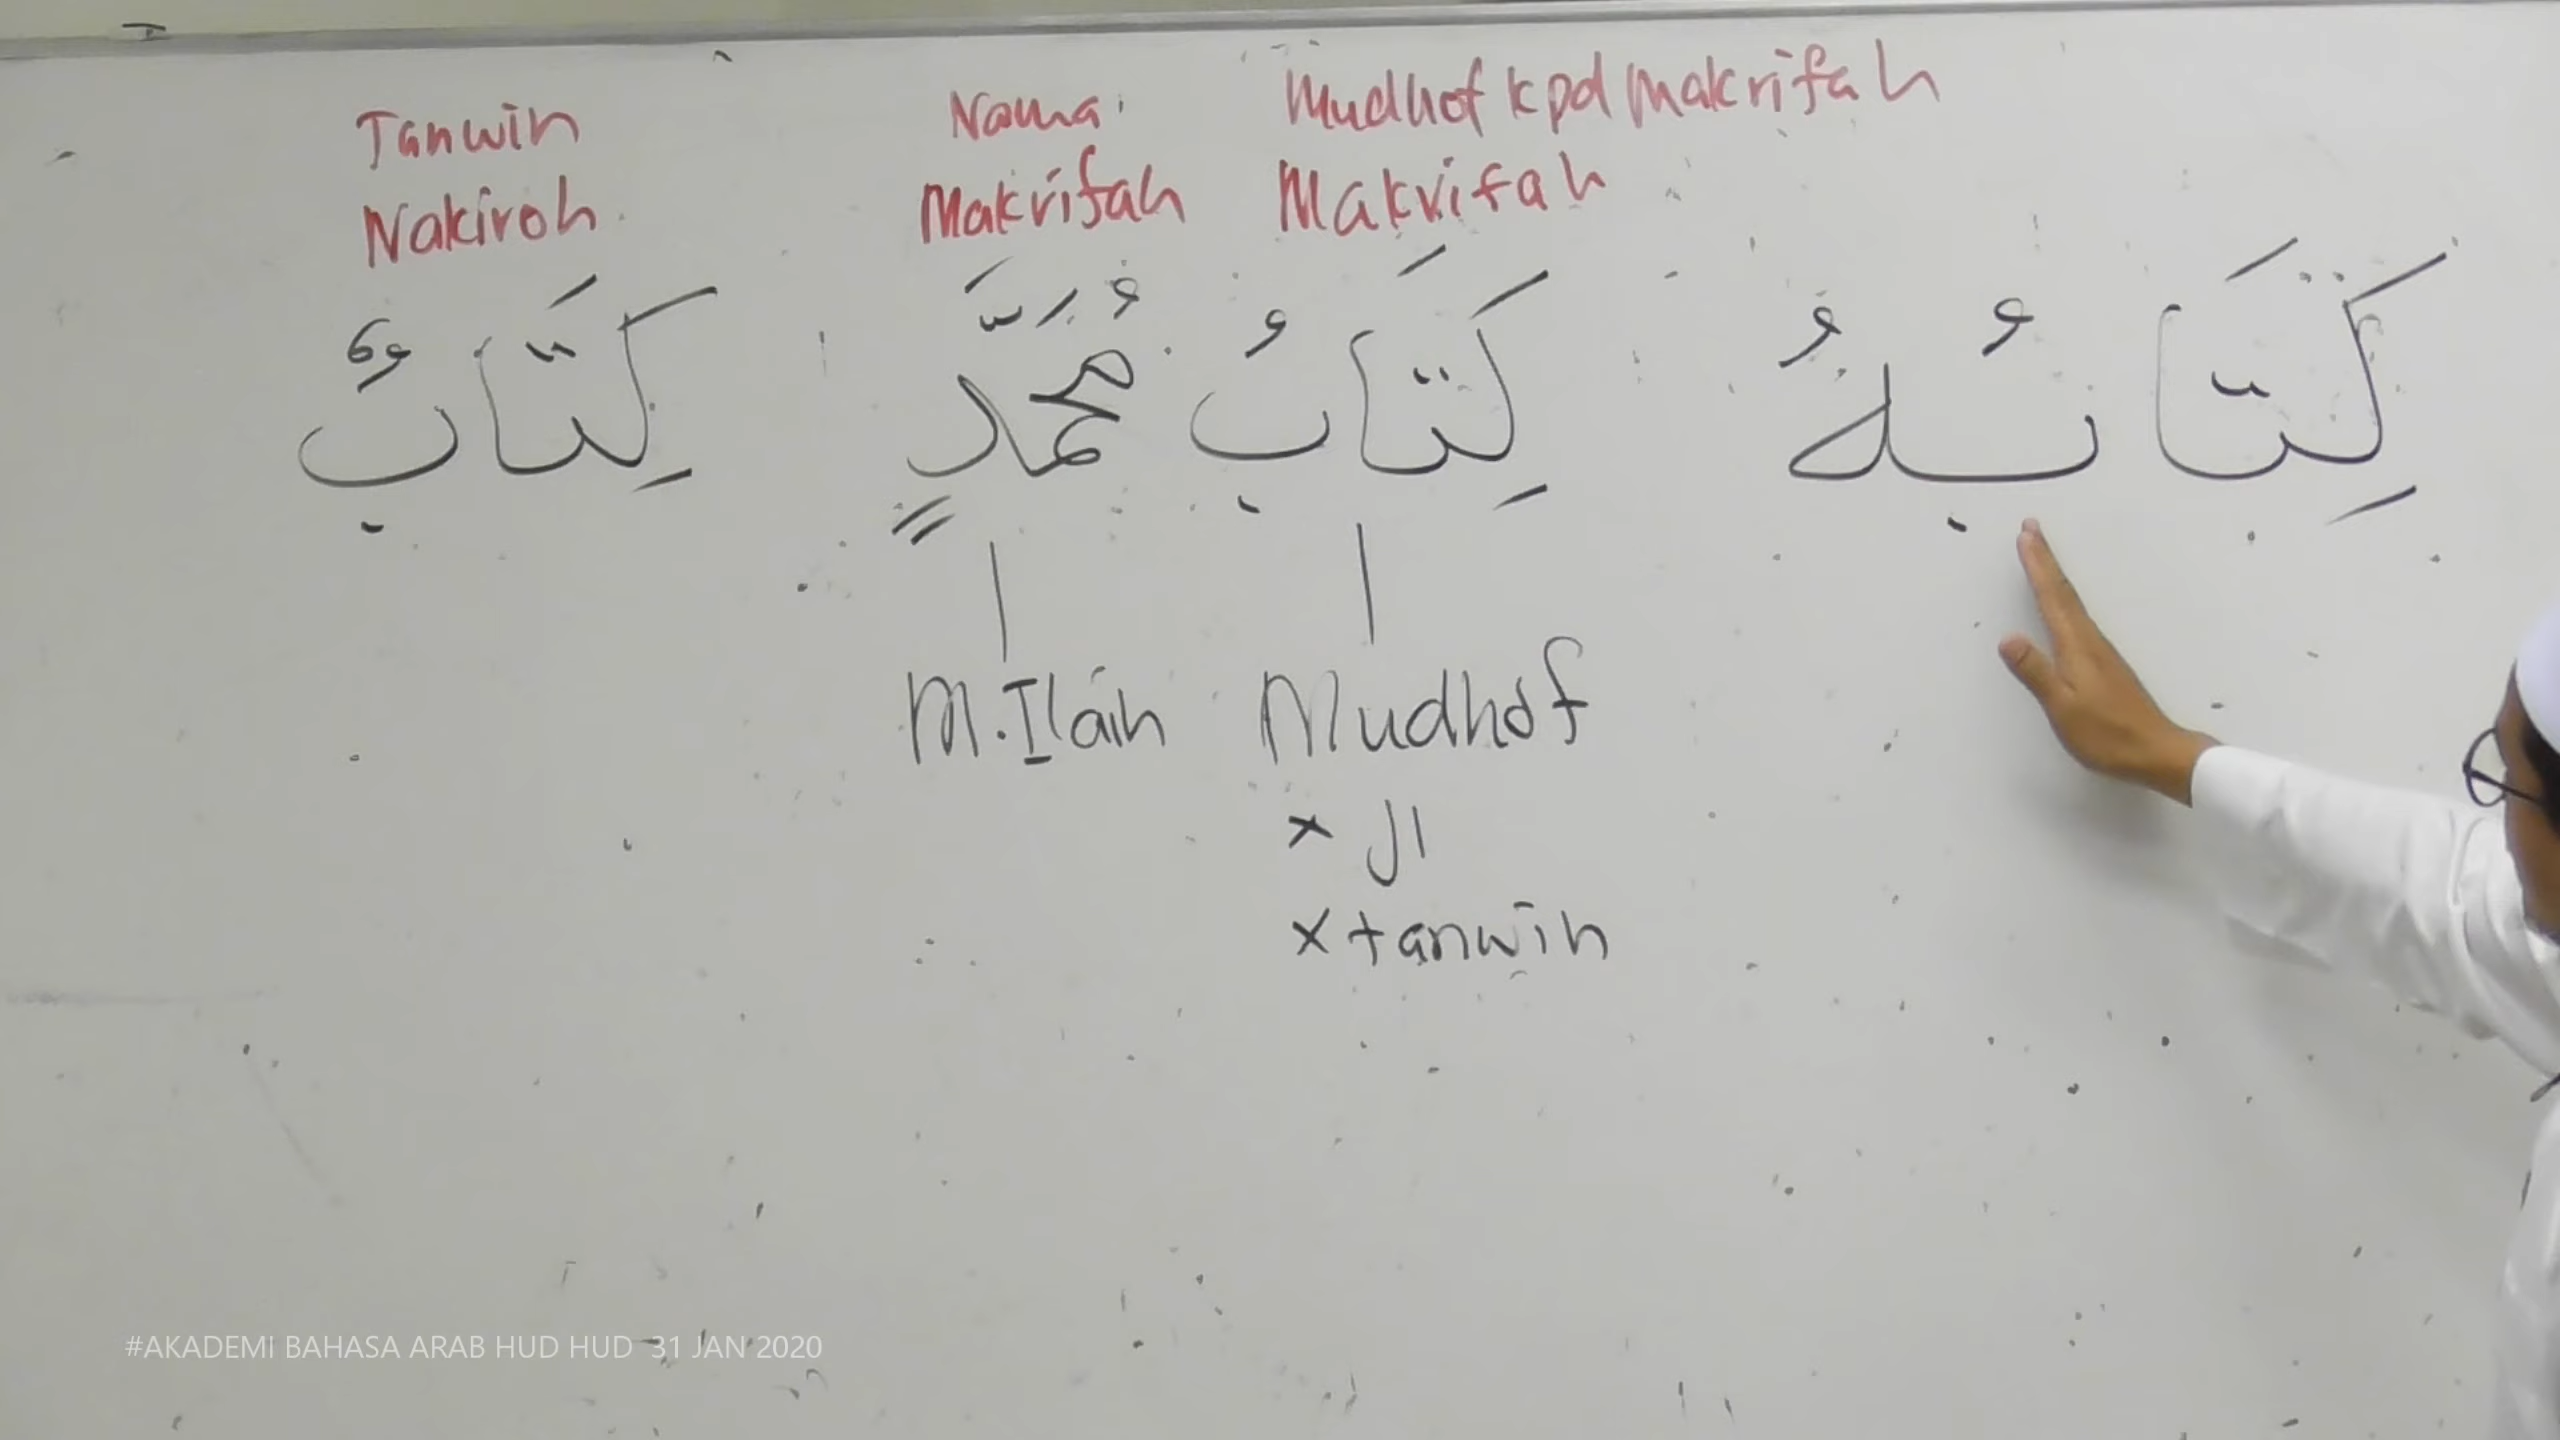 Tanwin
Nakiroh
Nama
Makrifah
Mudhof kpd Makrifah
Makrifah
كِتَابُهُ
كِتَابُ مُحَمَّدٍ
كِتَابٌ
M. Ilaih
Mudhof
x ال
x tanwin
#AKADEMI BAHASA ARAB HUD HUD 31 JAN 2020